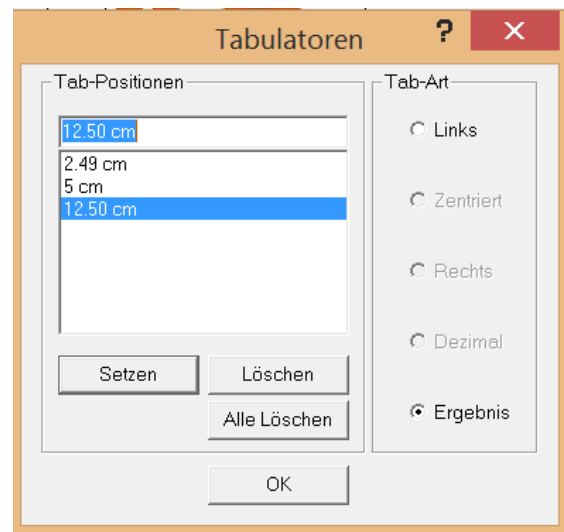 Tabulatoren ? X
Tab-Positionen
12.50 cm
2.49 cm
5 cm
12.50 cm
Setzen Löschen
Alle Löschen
Tab-Art
Links
Zentriert
Rechts
Dezimal
Ergebnis
OK